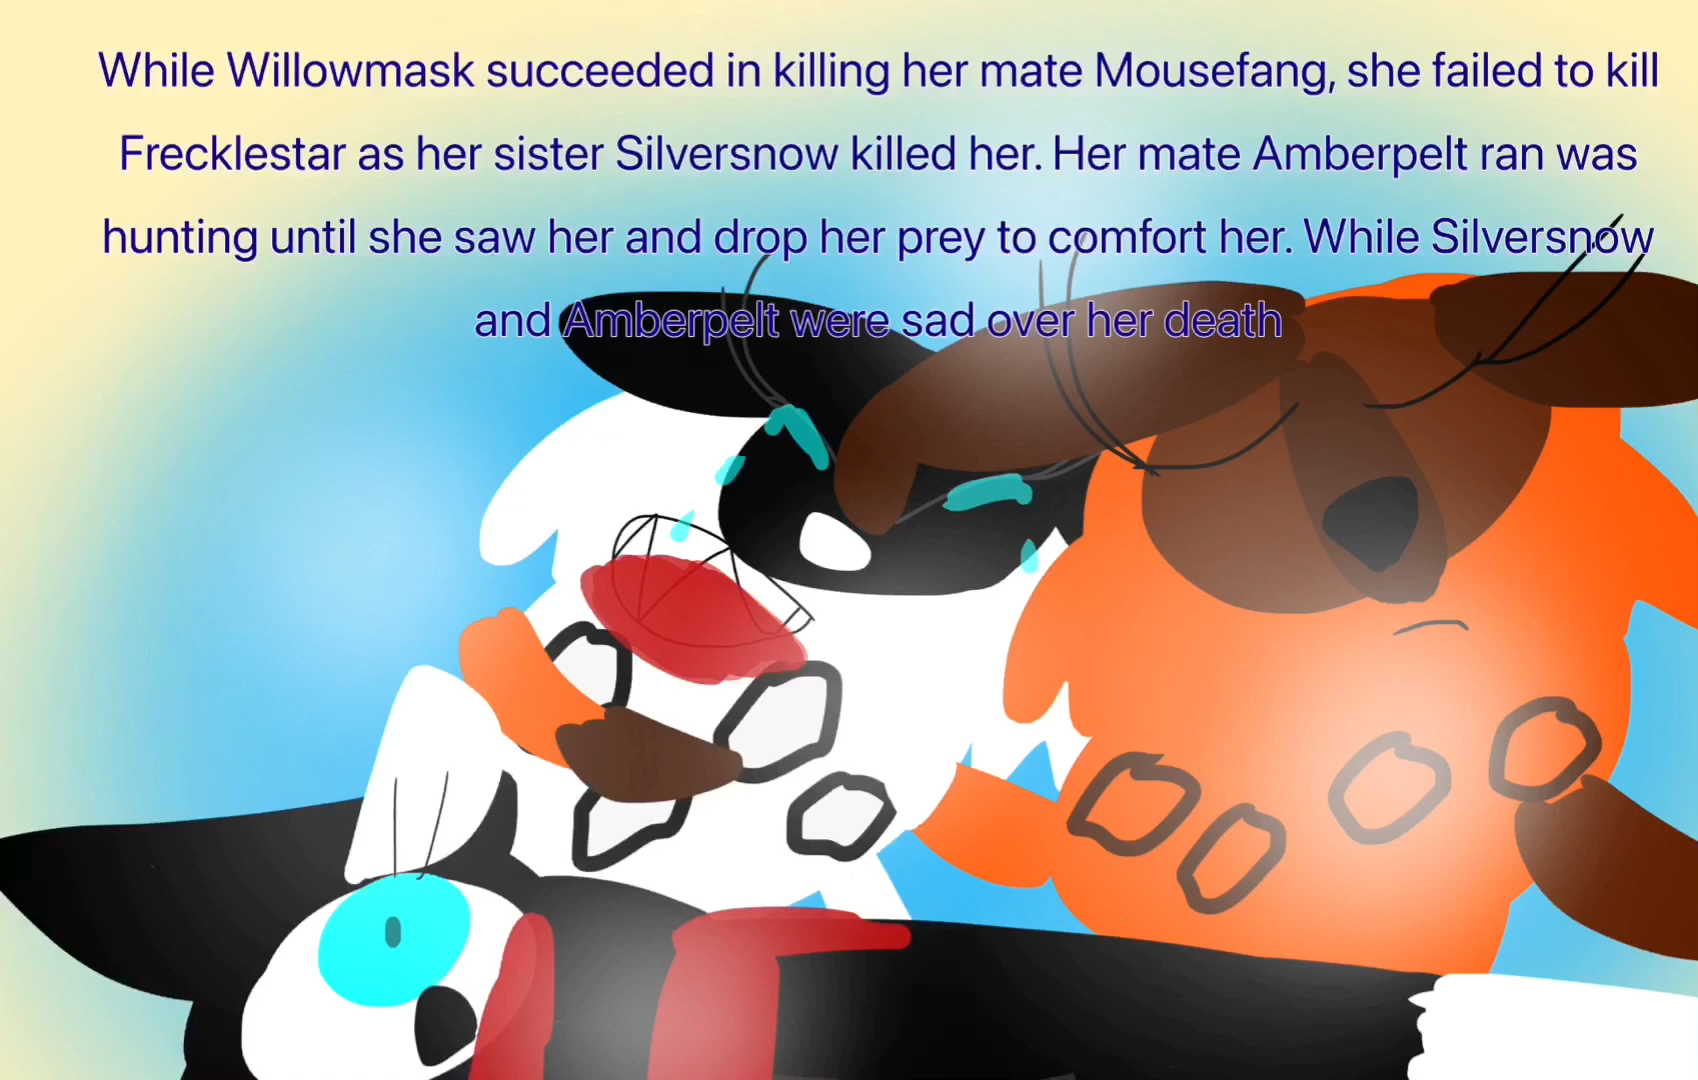 While Willowmask succeeded in killing her mate Mousefang, she failed to kill
Frecklestar as her sister Silversnow killed her. Her mate Amberpelt ran was
hunting until she saw her and drop her prey to comfort her. While Silversnow
and Amberpelt were sad over her death